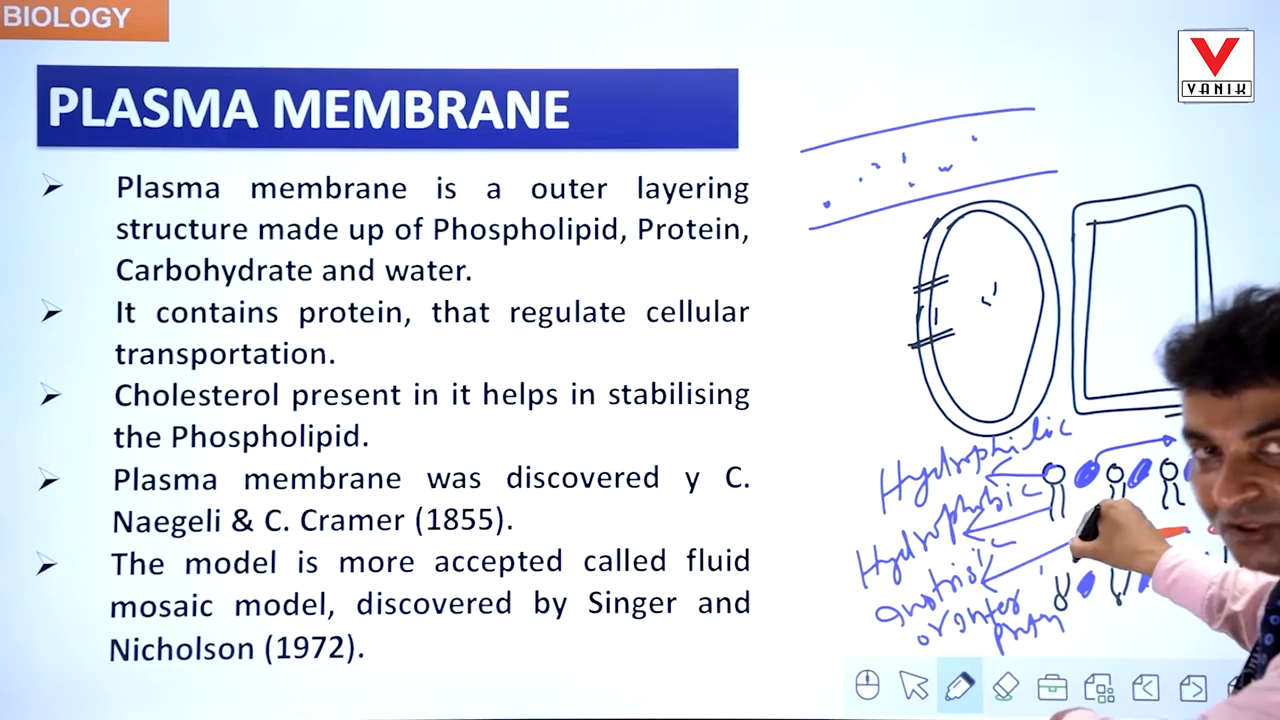 BIOLOGY
VANIK
PLASMA MEMBRANE
Plasma membrane is a outer layering
structure made up of Phospholipid, Protein,
Carbohydrate and water.
It contains protein, that regulate cellular
transportation.
Cholesterol present in it helps in stabilising
the Phospholipid.
Plasma membrane was discovered y C.
Naegeli & C. Cramer (1855).
The model is more accepted called fluid
mosaic model, discovered by Singer and
Nicholson (1972).
Hydrophilic
Hydrophobic
or